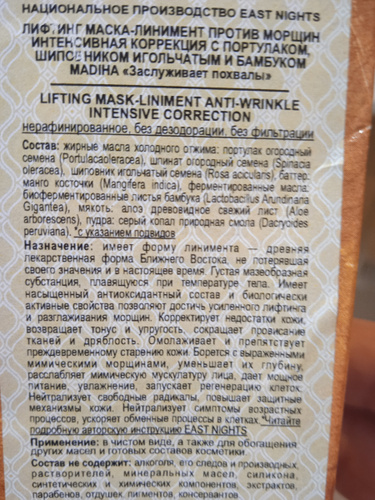 НАЦИОНАЛЬНОЕ ПРОИЗВОДСТВО EAST NIGHTS
ЛИФТИНГ МАСКА-ЛИНИМЕНТ ПРОТИВ МОРЩИН
ИНТЕНСИВНАЯ КОРРЕКЦИЯ С ПОРТУЛАКОМ,
ШИПОВНИКОМ ИГОЛЬЧАТЫМ И БАМБУКОМ
MADIHA «Заслуживает похвалы»
LIFTING MASK-LINIMENT ANTI-WRINKLE
INTENSIVE CORRECTION
нерафинированное, без дезодорации, без фильтрации
Состав: жирные масла холодного отжима: портулак огородный
семена (Portulacaoleracea), шпинат огородный семена (Spinacia
oleracea), шиповник игольчатый семена (Rosa acicularis), баттер:
манго косточки (Mangifera indica), ферментированные масла:
биоферментированные листья бамбука (Lactobacillus Arundinaria
Gigantea), мякоть: алоэ древовидное свежий лист (Aloe
arborescens), пудра: серый копал природная смола (Dacryodes
peruviana). *с указанием подвидов
Назначение: имеет форму линимента – древняя
лекарственная форма Ближнего Востока, не потерявшая
своего значения и в настоящее время. Густая мазеобразная
субстанция, плавящуюся при температуре тела. Имеет
насыщенный антиоксидантный состав и биологически
активные свойства позволяют достичь усиленного лифтинга
и разглаживания морщин. Корректирует недостатки кожи,
возвращает тонус и упругость, сокращает провисание
тканей и дряблость. Омолаживает и препятствует
преждевременному старению кожи. Борется с выраженными
мимическими морщинами, уменьшает их глубину,
расслабляет мимическую мускулатуру лица, дает мощное
питание, увлажнение, запускает регенерацию клеток.
Нейтрализует свободные радикалы, повышает защитные
механизмы кожи. Нейтрализует симптомы возрастных
процессов, ускоряет обменные процессы в клетках. *Читайте
подробную авторскую инструкцию EAST NIGHTS
Применение: в чистом виде, а также для обогащения
других масел и готовых составов косметики.
Состав не содержит: алкоголя, его следов и производных,
растворителей, минеральных масел, силикона,
синтетических и химических компонентов, экстрактов,
парабенов, отдушек, пигментов, консервантов